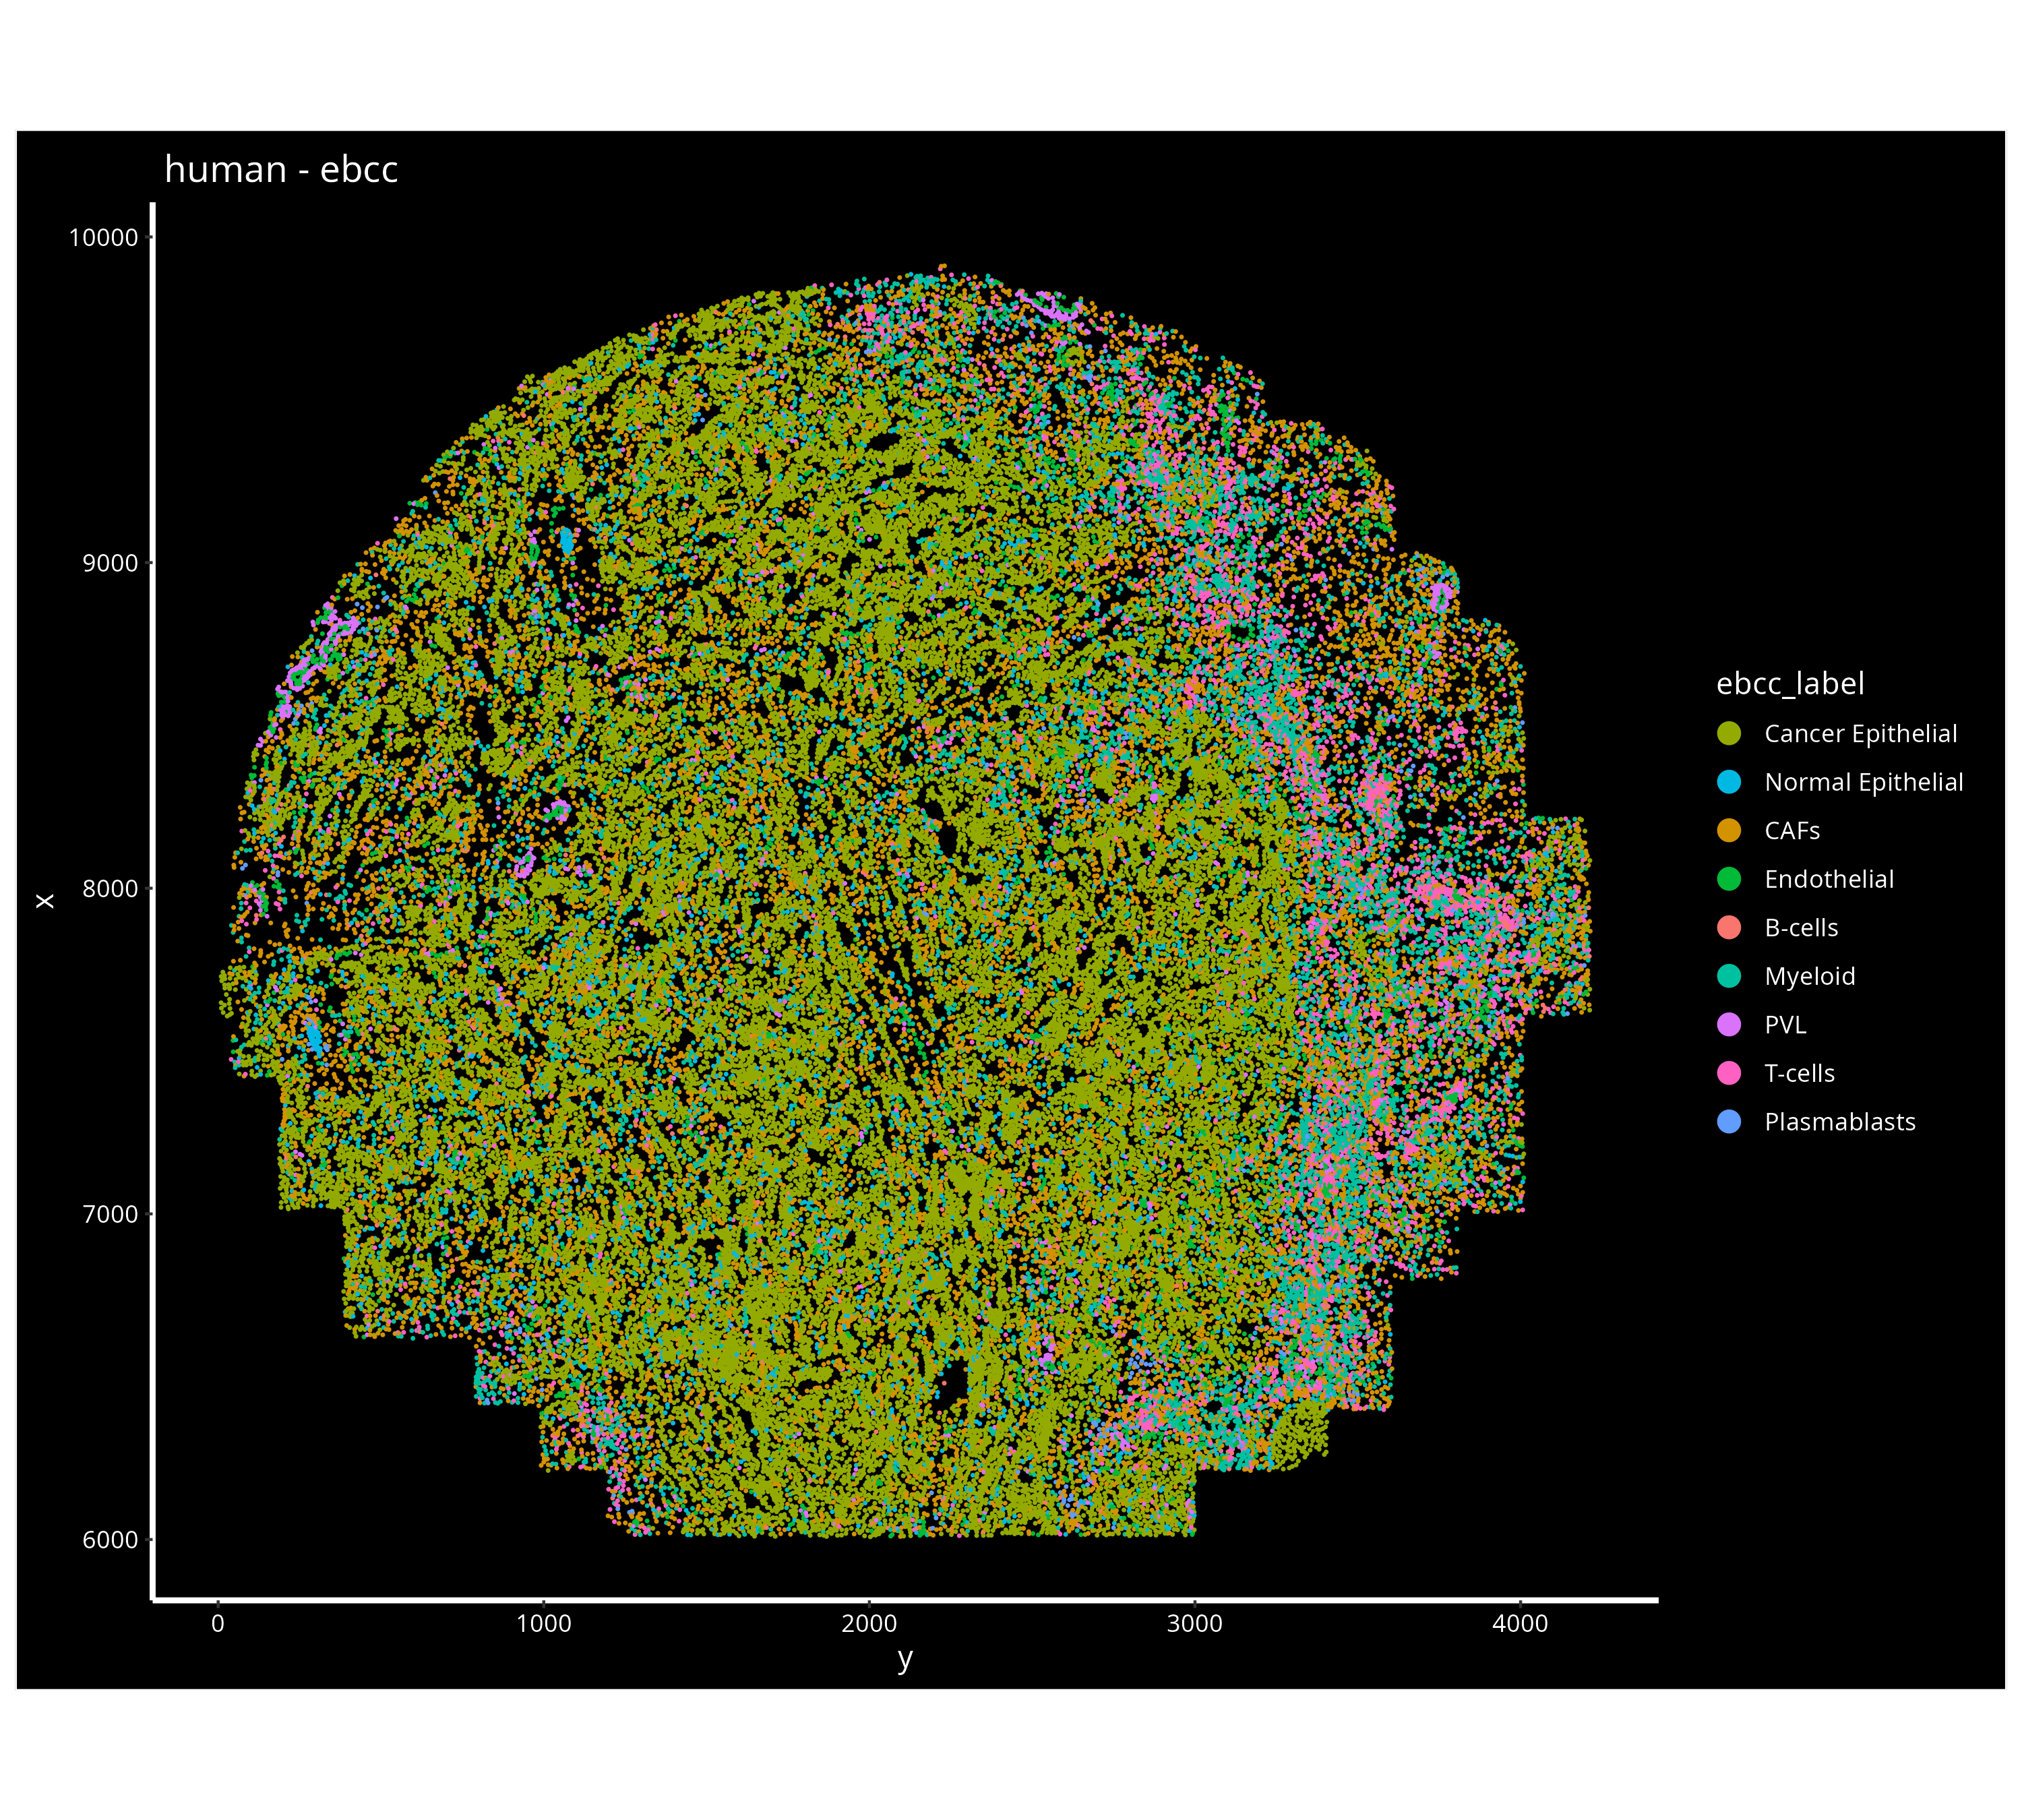 human - ebcc
10000
9000
8000
7000
6000
x
0 1000 2000 3000 4000
y
ebcc_label
Cancer Epithelial
Normal Epithelial
CAFs
Endothelial
B-cells
Myeloid
PVL
T-cells
Plasmablasts